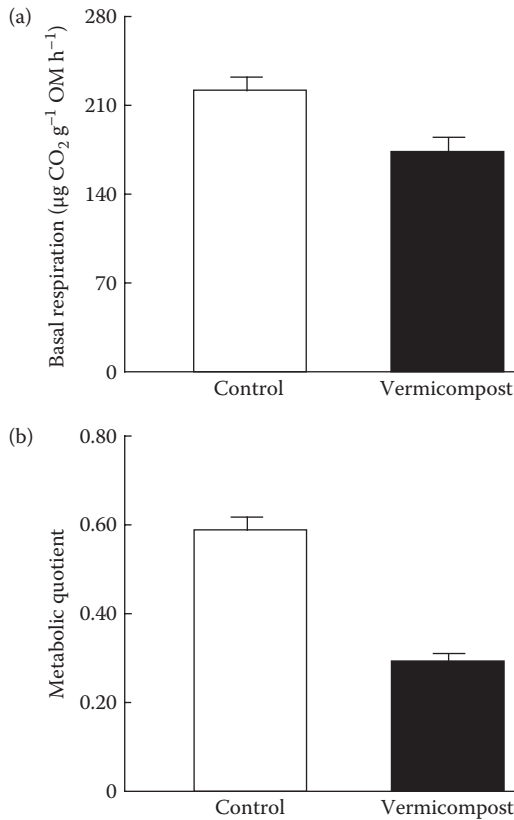 (a)
Basal respiration (µg CO₂ g⁻¹ OM h⁻¹)
280
210
140
70
0
Control Vermicompost
(b)
Metabolic quotient
0.80
0.60
0.40
0.20
0
Control Vermicompost